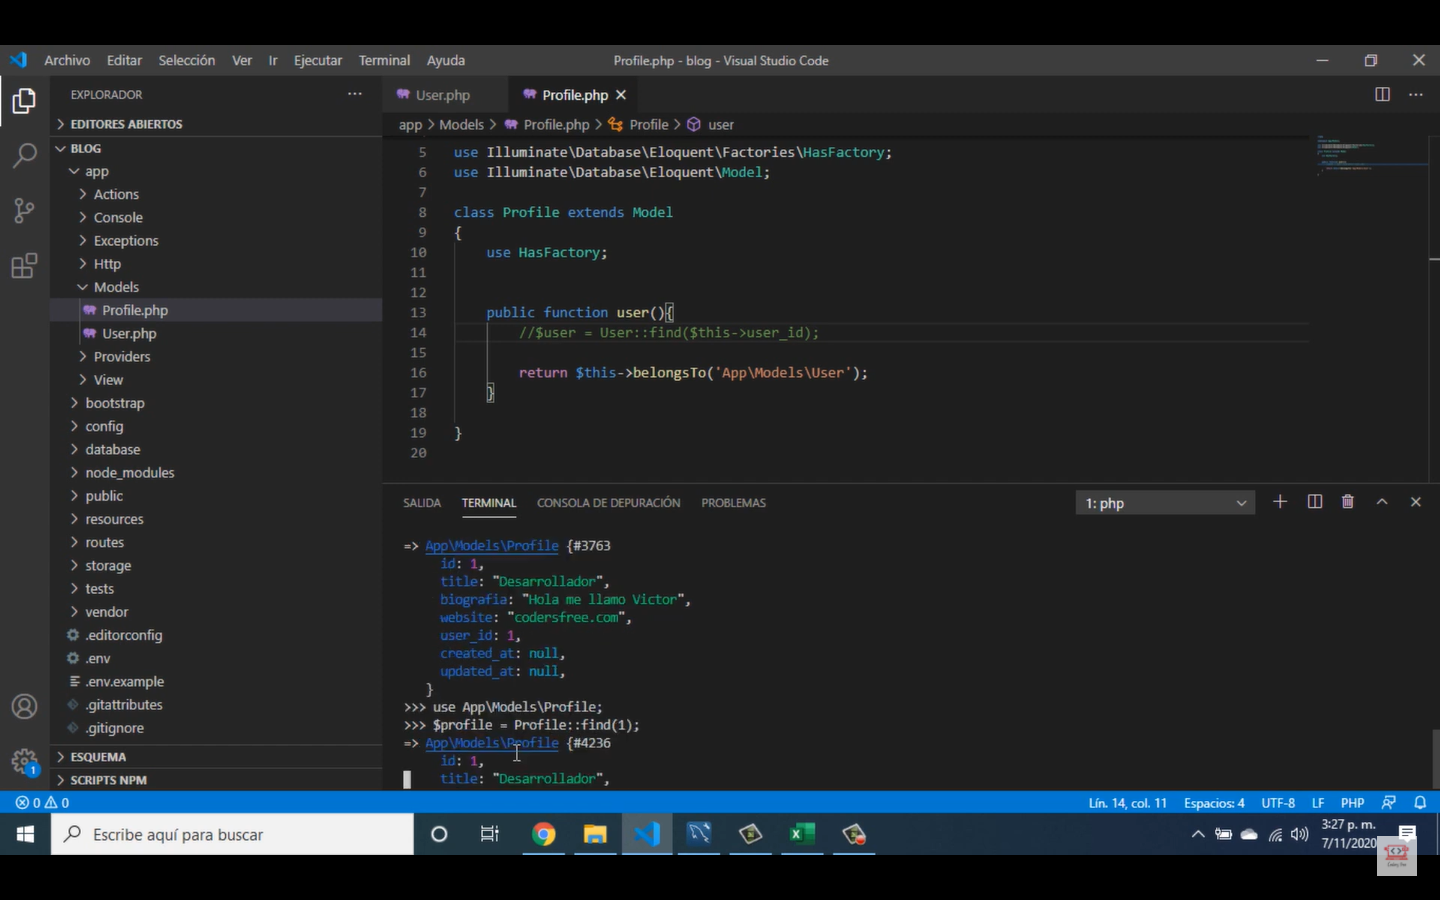 Archivo Editar Selección Ver Ir Ejecutar Terminal Ayuda
Profile.php - blog - Visual Studio Code
EXPLORADOR
EDITORES ABIERTOS
BLOG
app
Actions
Console
Exceptions
Http
Models
Profile.php
User.php
Providers
View
bootstrap
config
database
node_modules
public
resources
routes
storage
tests
vendor
.editorconfig
.env
.env.example
.gitattributes
.gitignore
ESQUEMA
SCRIPTS NPM
User.php
Profile.php
app > Models > Profile.php > Profile > user
5 use Illuminate\Database\Eloquent\Factories\HasFactory;
6 use Illuminate\Database\Eloquent\Model;
7
8 class Profile extends Model
9 {
10 use HasFactory;
11
12
13 public function user(){
14 //$user = User::find($this->user_id);
15
16 return $this->belongsTo('App\Models\User');
17 }
18
19 }
20
SALIDA TERMINAL CONSOLA DE DEPURACIÓN PROBLEMAS
1: php
=> App\Models\Profile {#3763
id: 1,
title: "Desarrollador",
biografia: "Hola me llamo Victor",
website: "codersfree.com",
user_id: 1,
created_at: null,
updated_at: null,
}
>>> use App\Models\Profile;
>>> $profile = Profile::find(1);
=> App\Models\Profile {#4236
id: 1,
title: "Desarrollador",
1
0 0
Lín. 14, col. 11 Espacios: 4 UTF-8 LF PHP
Escribe aquí para buscar
3:27 p. m.
7/11/2020